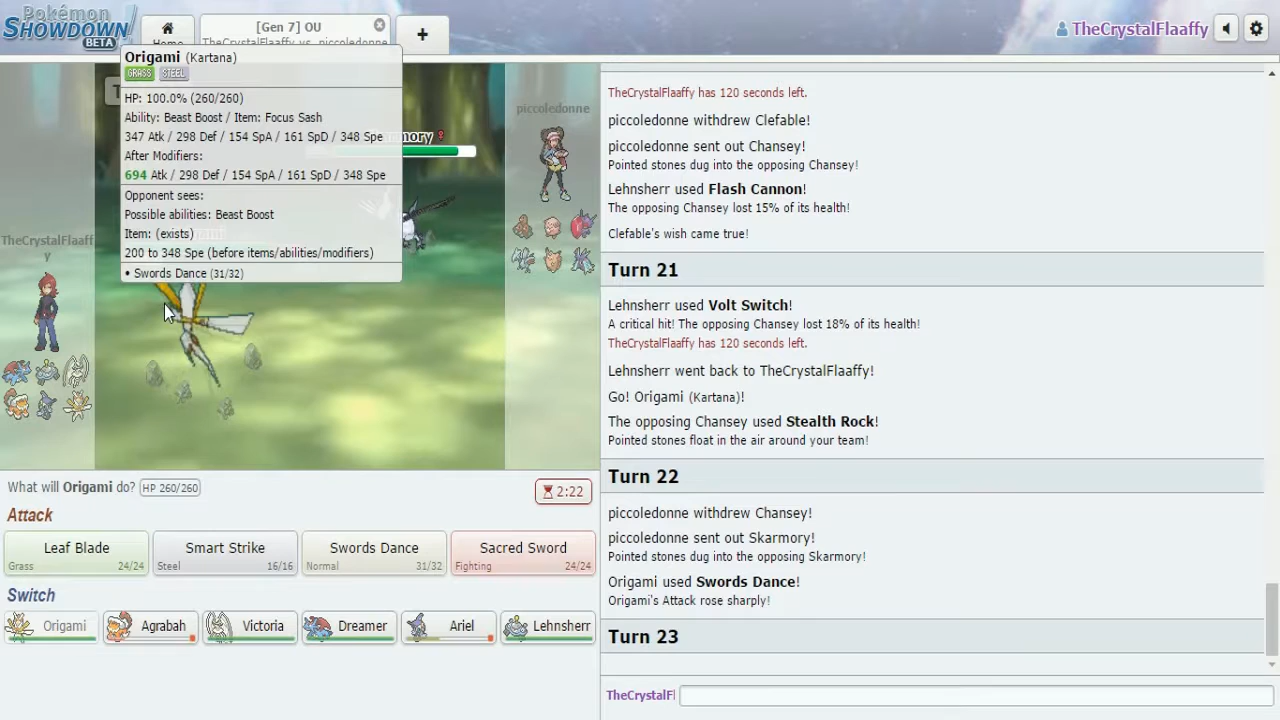 Pokémon
SHOWDOWN
BETA
Home
[Gen 7] OU
TheCrystalFlaaffy vs. piccoledonne
+
TheCrystalFlaaffy
Origami (Kartana)
GRASS STEEL
HP: 100.0% (260/260)
Ability: Beast Boost / Item: Focus Sash
347 Atk / 298 Def / 154 SpA / 161 SpD / 348 Spe
After Modifiers:
694 Atk / 298 Def / 154 SpA / 161 SpD / 348 Spe
Opponent sees:
Possible abilities: Beast Boost
Item: (exists)
200 to 348 Spe (before items/abilities/modifiers)
• Swords Dance (31/32)
mory
piccoledonne
TheCrystalFlaaff
y
What will Origami do? HP 260/260
2:22
Attack
Leaf Blade
Grass 24/24
Smart Strike
Steel 16/16
Swords Dance
Normal 31/32
Sacred Sword
Fighting 24/24
Switch
Origami Agrabah Victoria Dreamer Ariel Lehnsherr
TheCrystalFlaaffy has 120 seconds left.
piccoledonne withdrew Clefable!
piccoledonne sent out Chansey!
Pointed stones dug into the opposing Chansey!
Lehnsherr used Flash Cannon!
The opposing Chansey lost 15% of its health!
Clefable's wish came true!
Turn 21
Lehnsherr used Volt Switch!
A critical hit! The opposing Chansey lost 18% of its health!
TheCrystalFlaaffy has 120 seconds left.
Lehnsherr went back to TheCrystalFlaaffy!
Go! Origami (Kartana)!
The opposing Chansey used Stealth Rock!
Pointed stones float in the air around your team!
Turn 22
piccoledonne withdrew Chansey!
piccoledonne sent out Skarmory!
Pointed stones dug into the opposing Skarmory!
Origami used Swords Dance!
Origami's Attack rose sharply!
Turn 23
TheCrystalFl